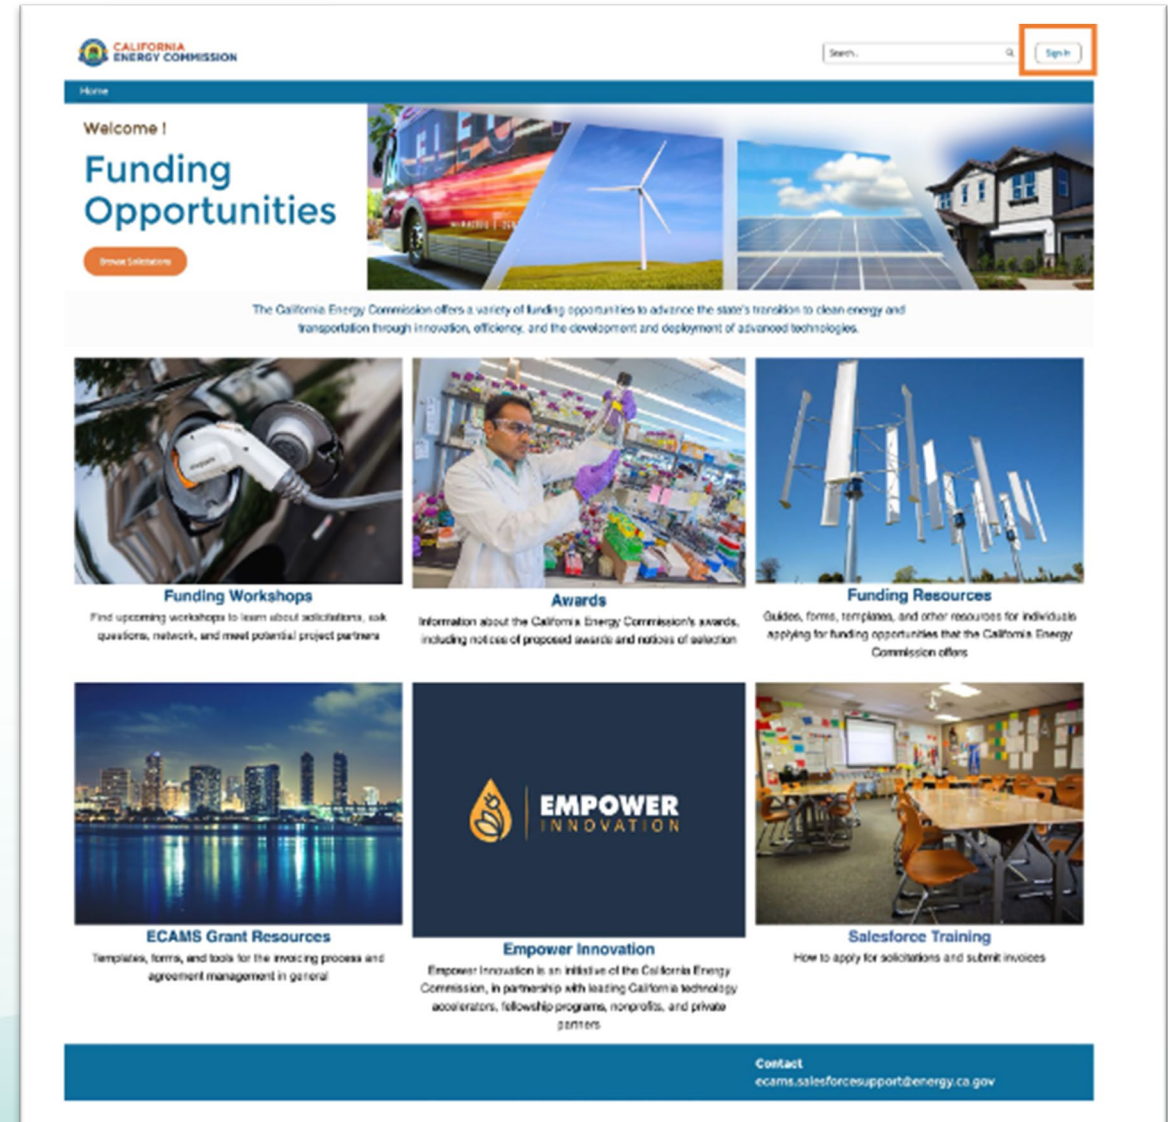 CALIFORNIA
ENERGY COMMISSION
Search...
Sign In
Home
Welcome !
Funding
Opportunities
Browse Solicitations
The California Energy Commission offers a variety of funding opportunities to advance the state's transition to clean energy and
transportation through innovation, efficiency, and the development and deployment of advanced technologies.
Funding Workshops
Find upcoming workshops to learn about solicitations, ask
questions, network, and meet potential project partners
Awards
Information about the California Energy Commission's awards,
including notices of proposed awards and notices of selection
Funding Resources
Guides, forms, templates, and other resources for individuals
applying for funding opportunities that the California Energy
Commission offers
EMPOWER
INNOVATION
ECAMS Grant Resources
Templates, forms, and tools for the invoicing process and
agreement management in general
Empower Innovation
Empower Innovation is an initiative of the California Energy
Commission, in partnership with leading California technology
accelerators, fellowship programs, nonprofits, and private
partners
Salesforce Training
How to apply for solicitations and submit invoices
Contact
ecams.salesforcesupport@energy.ca.gov